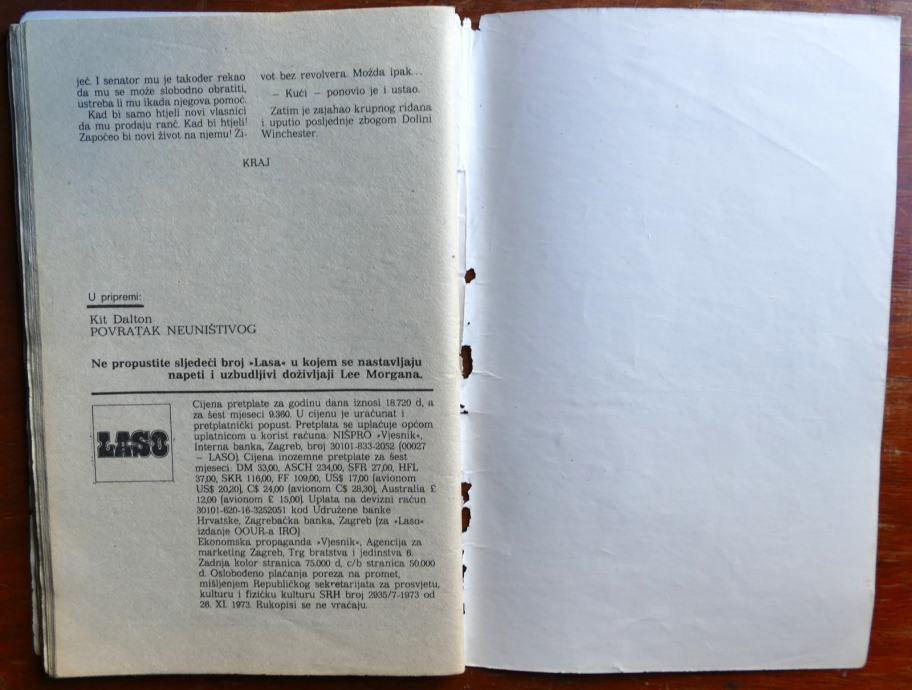 ječ. I senator mu je također rekao
da mu se može slobodno obratiti,
ustreba li mu ikada njegova pomoć.
Kad bi samo htjeli novi vlasnici
da mu prodaju ranč. Kad bi htjeli!
Započeo bi novi život na njemu! Ži-
vot bez revolvera. Možda ipak...
– Kući – ponovio je i ustao.
Zatim je zajahao krupnog riđana
i uputio posljednje zbogom Dolini
Winchester.
KRAJ
U pripremi:
Kit Dalton
POVRATAK NEUNIŠTIVOG
Ne propustite sljedeći broj »Lasa« u kojem se nastavljaju
napeti i uzbudljivi doživljaji Lee Morgana.
LASO
Cijena pretplate za godinu dana iznosi 18.720 d, a
za šest mjeseci 9.360. U cijenu je uračunat i
pretplatnički popust. Pretplata se uplaćuje općom
uplatnicom u korist računa: NIŠPRO »Vjesnik«,
Interna banka, Zagreb, broj 30101-833-2052 (00027
– LASO). Cijena inozemne pretplate za šest
mjeseci: DM 33,00, ASCH 234,00, SFR 27,00, HFL
37,00, SKR 116,00, FF 109,00, US$ 17,00 (avionom
US$ 20,20), C$ 24,00 (avionom C$ 28,30), Australia £
12,00 (avionom £ 15,00). Uplata na devizni račun
30101-620-16-3252051 kod Udružene banke
Hrvatske, Zagrebačka banka, Zagreb (za »Laso«
izdanje OOUR-a IRO)
Ekonomska propaganda »Vjesnik«, Agencija za
marketing Zagreb, Trg bratstva i jedinstva 6.
Zadnja kolor stranica 75.000 d, c/b stranica 50.000
d. Oslobođeno plaćanja poreza na promet,
mišljenjem Republičkog sekretarijata za prosvjetu,
kulturu i fizičku kulturu SRH broj 2935/7-1973 od
26. XI. 1973. Rukopisi se ne vraćaju.